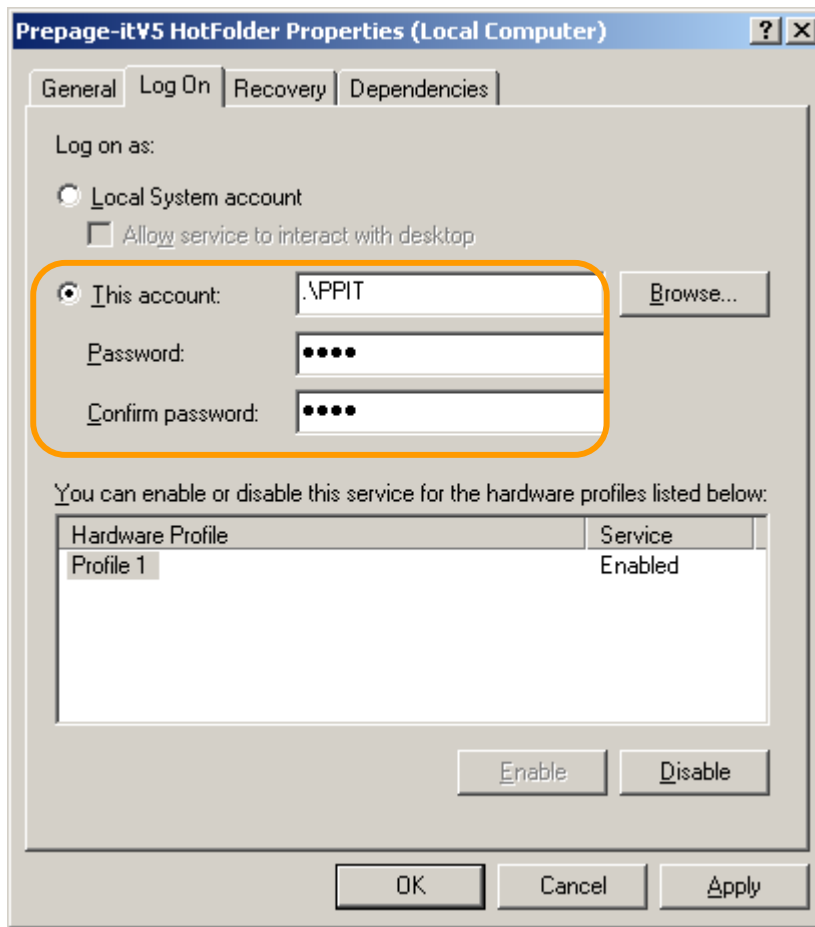 Prepage-itV5 HotFolder Properties (Local Computer)
General Log On Recovery Dependencies
Log on as:
Local System account
Allow service to interact with desktop
This account: .\PPIT Browse...
Password: ••••
Confirm password: ••••
You can enable or disable this service for the hardware profiles listed below:
Hardware Profile Service
Profile 1 Enabled
Enable Disable
OK Cancel Apply